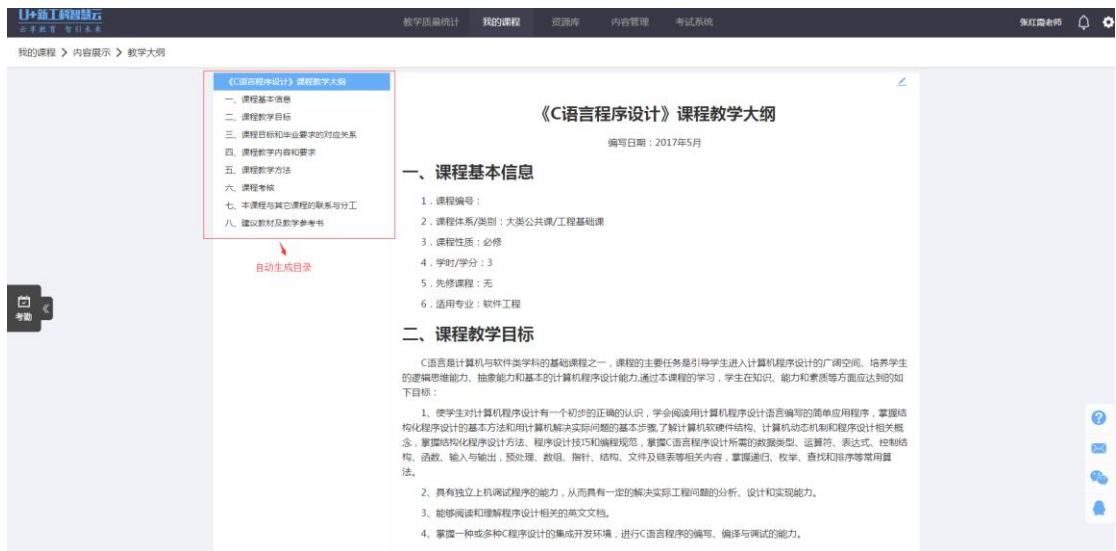 U+新工科智慧云
云享教育 智引未来
教学质量统计 我的课程 资源库 内容管理 考试系统
张红霞老师
我的课程 > 内容展示 > 教学大纲
《C语言程序设计》课程教学大纲
一、课程基本信息
二、课程教学目标
三、课程目标和毕业要求的对应关系
四、课程教学内容和要求
五、课程教学方法
六、课程考核
七、本课程与其它课程的联系与分工
八、建议教材及教学参考书
自动生成目录
考勤
《C语言程序设计》课程教学大纲
编写日期：2017年5月
一、课程基本信息
1．课程编号：
2．课程体系/类别：大类公共课/工程基础课
3．课程性质：必修
4．学时/学分：3
5．先修课程：无
6．适用专业：软件工程
二、课程教学目标
C语言是计算机与软件类学科的基础课程之一，课程的主要任务是引导学生进入计算机程序设计的广阔空间、培养学生
的逻辑思维能力、抽象能力和基本的计算机程序设计能力,通过本课程的学习，学生在知识、能力和素质等方面应达到的如
下目标：
1、使学生对计算机程序设计有一个初步的正确的认识，学会阅读用计算机程序设计语言编写的简单应用程序，掌握结
构化程序设计的基本方法和用计算机解决实际问题的基本步骤,了解计算机软硬件结构、计算机动态机制和程序设计相关概
念，掌握结构化程序设计方法、程序设计技巧和编程规范，掌握C语言程序设计所需的数据类型、运算符、表达式、控制结
构、函数、输入与输出，预处理、数组、指针、结构、文件及链表等相关内容，掌握递归、枚举、查找和排序等常用算
法。
2、具有独立上机调试程序的能力，从而具有一定的解决实际工程问题的分析、设计和实现能力。
3、能够阅读和理解程序设计相关的英文文档。
4、掌握一种或多种C程序设计的集成开发环境，进行C语言程序的编写、编译与调试的能力。